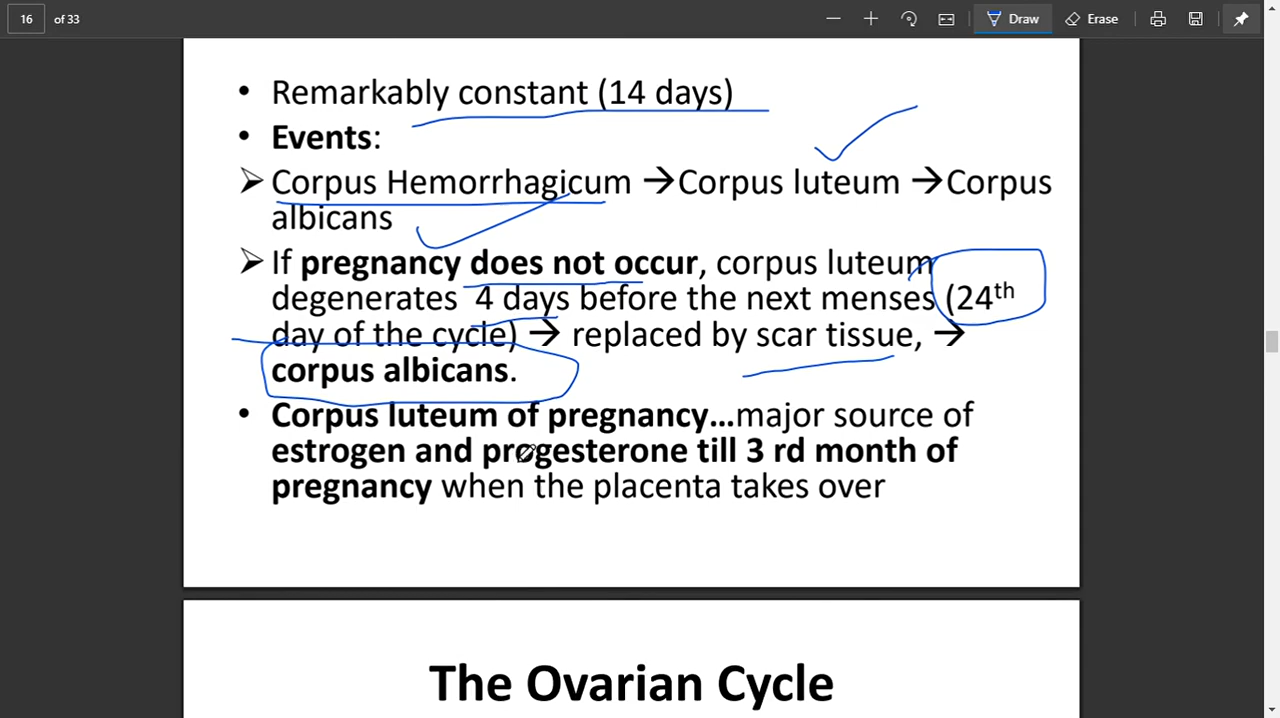 16 of 33 Draw Erase
• Remarkably constant (14 days)
• Events:
➢ Corpus Hemorrhagicum →Corpus luteum →Corpus
albicans
➢ If pregnancy does not occur, corpus luteum
degenerates 4 days before the next menses (24th
day of the cycle) → replaced by scar tissue, →
corpus albicans.
• Corpus luteum of pregnancy…major source of
estrogen and progesterone till 3 rd month of
pregnancy when the placenta takes over
The Ovarian Cycle